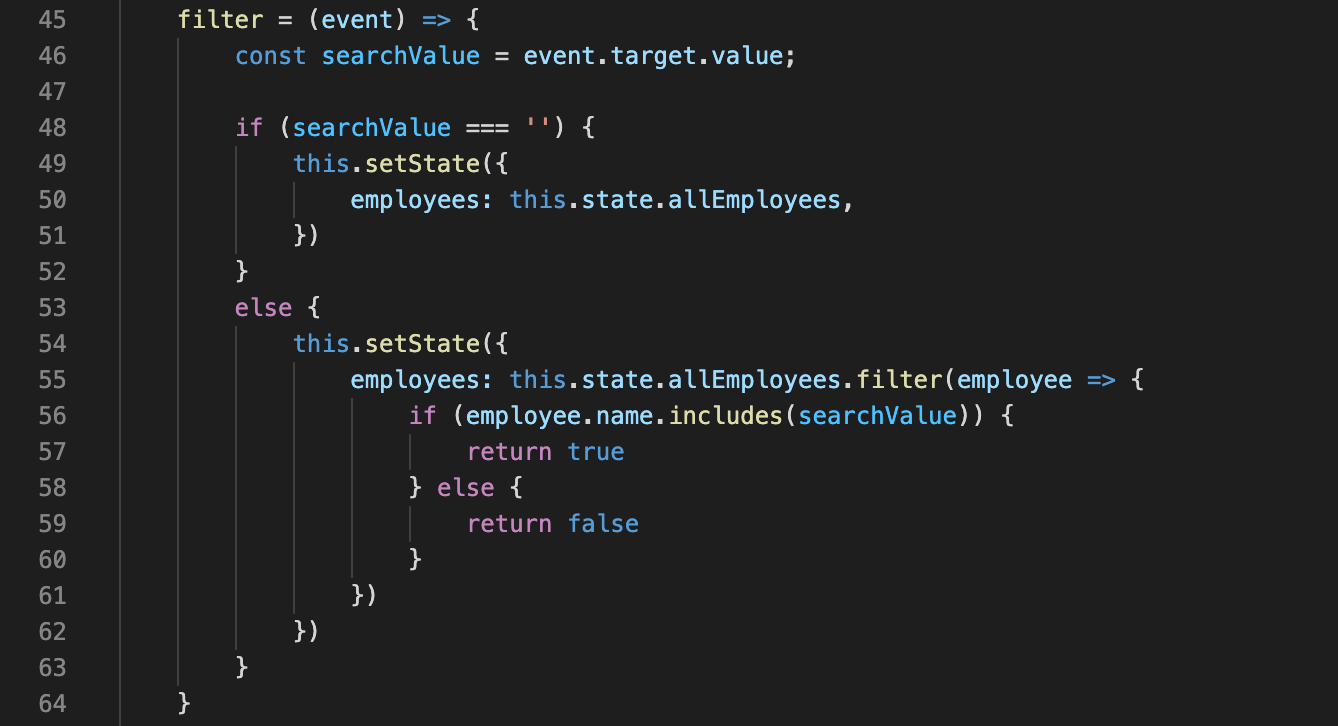 45 filter = (event) => {
46 const searchValue = event.target.value;
47
48 if (searchValue === '') {
49 this.setState({
50 employees: this.state.allEmployees,
51 })
52 }
53 else {
54 this.setState({
55 employees: this.state.allEmployees.filter(employee => {
56 if (employee.name.includes(searchValue)) {
57 return true
58 } else {
59 return false
60 }
61 })
62 })
63 }
64 }